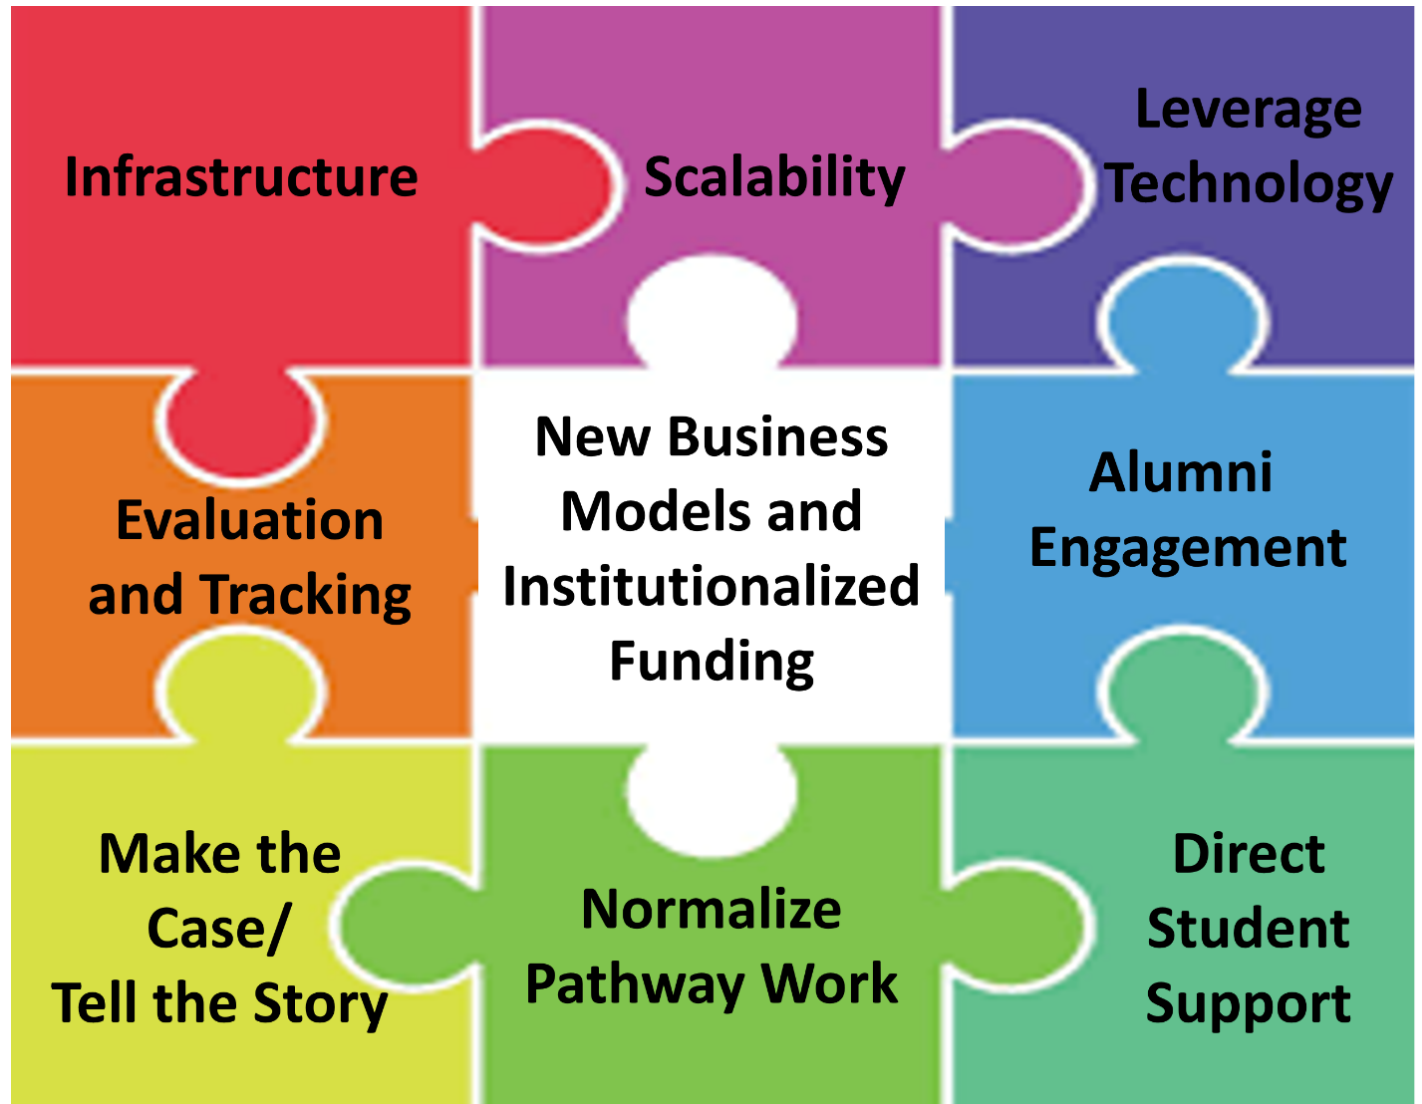 Infrastructure
Scalability
Leverage
Technology
Evaluation
and Tracking
New Business
Models and
Institutionalized
Funding
Alumni
Engagement
Make the
Case/
Tell the Story
Normalize
Pathway Work
Direct
Student
Support